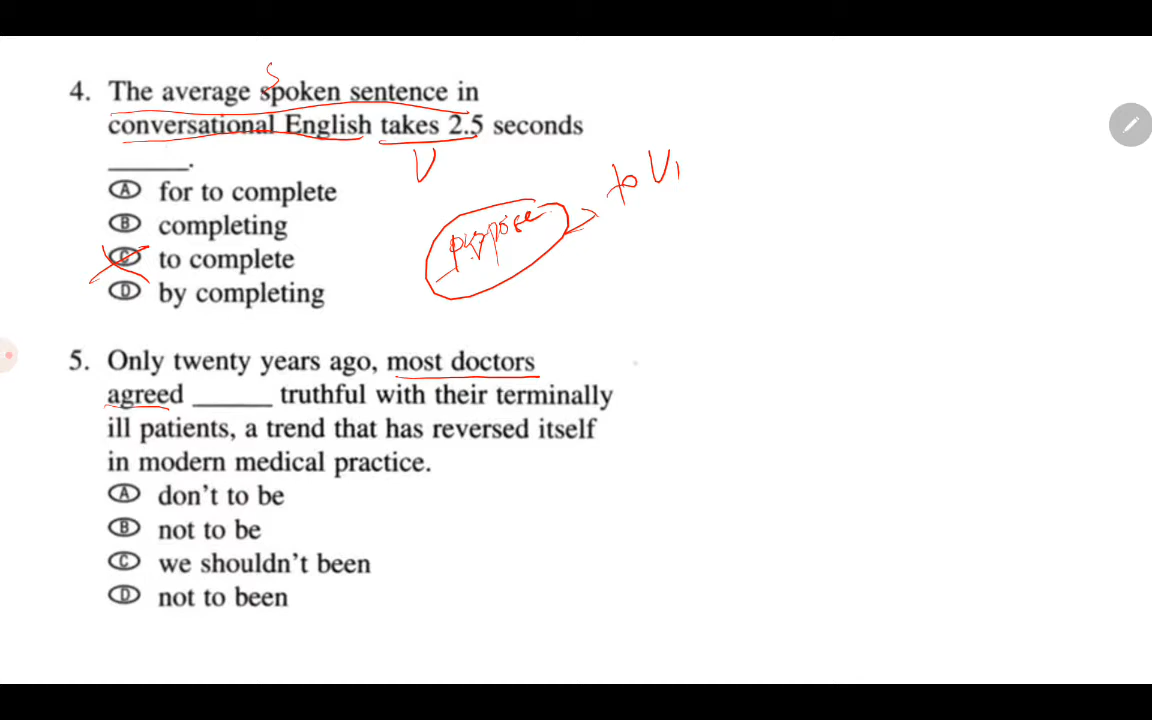 S
4. The average spoken sentence in
conversational English takes 2.5 seconds
V
______.
A for to complete
B completing
C to complete
D by completing
purpose
to V1
5. Only twenty years ago, most doctors
agreed ______ truthful with their terminally
ill patients, a trend that has reversed itself
in modern medical practice.
A don't to be
B not to be
C we shouldn't been
D not to been